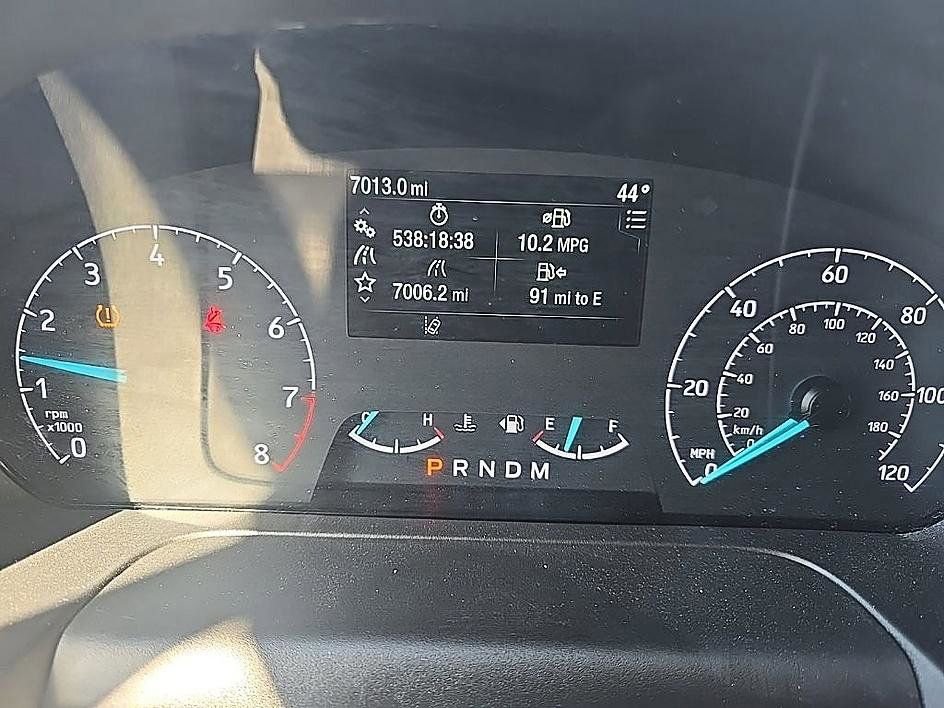 7013.0 mi 44°
538:18:38 10.2 MPG
7006.2 mi 91 mi to E
0 1 2 3 4 5 6 7 8
rpm
x1000
C H
E F
P R N D M
0 20 40 60 80 100 120
MPH
0 20 40 60 80 100 120 140 160 180
km/h